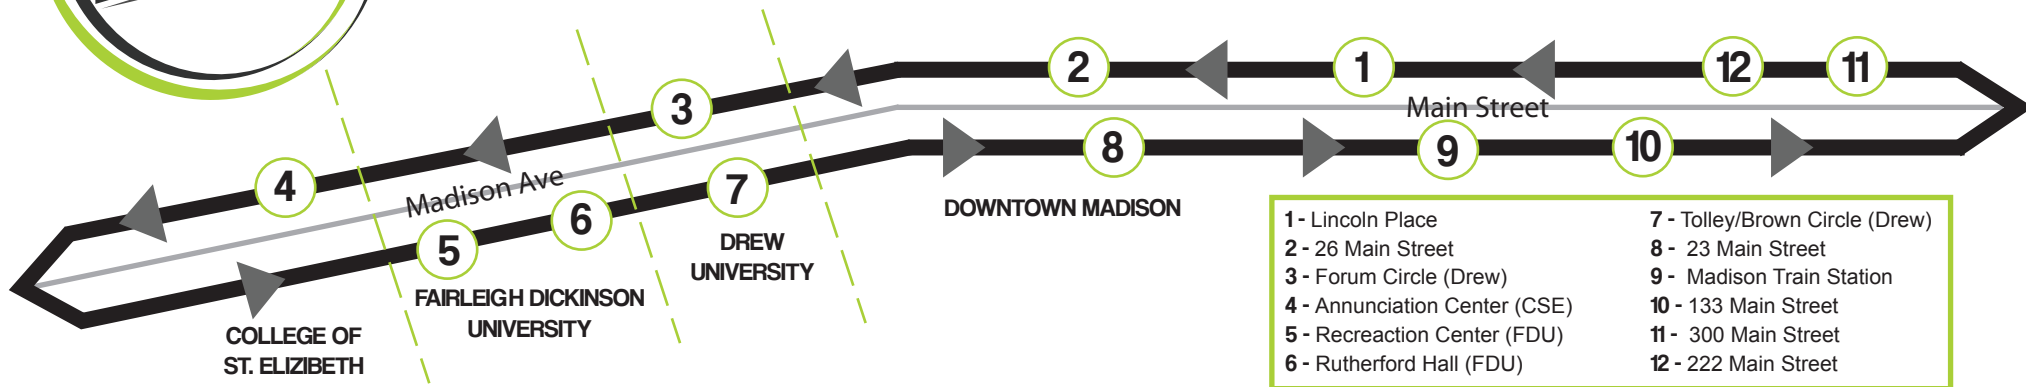 2
1
12
11
3
Main Street
8
9
10
4
Madison Ave
7
6
5
DOWNTOWN MADISON
DREW
UNIVERSITY
FAIRLEIGH DICKINSON
UNIVERSITY
COLLEGE OF
ST. ELIZIBETH
1 - Lincoln Place
2 - 26 Main Street
3 - Forum Circle (Drew)
4 - Annunciation Center (CSE)
5 - Recreaction Center (FDU)
6 - Rutherford Hall (FDU)
7 - Tolley/Brown Circle (Drew)
8 - 23 Main Street
9 - Madison Train Station
10 - 133 Main Street
11 - 300 Main Street
12 - 222 Main Street